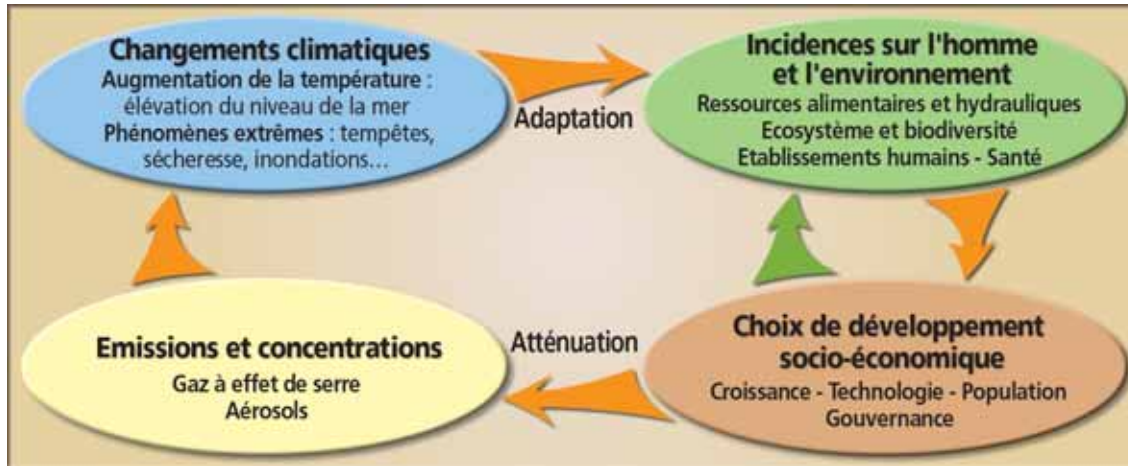 Changements climatiques
Augmentation de la température :
élévation du niveau de la mer
Phénomènes extrêmes : tempêtes,
sécheresse, inondations...
Adaptation
Incidences sur l'homme
et l'environnement
Ressources alimentaires et hydrauliques
Ecosystème et biodiversité
Etablissements humains - Santé
Emissions et concentrations
Gaz à effet de serre
Aérosols
Atténuation
Choix de développement
socio-économique
Croissance - Technologie - Population
Gouvernance